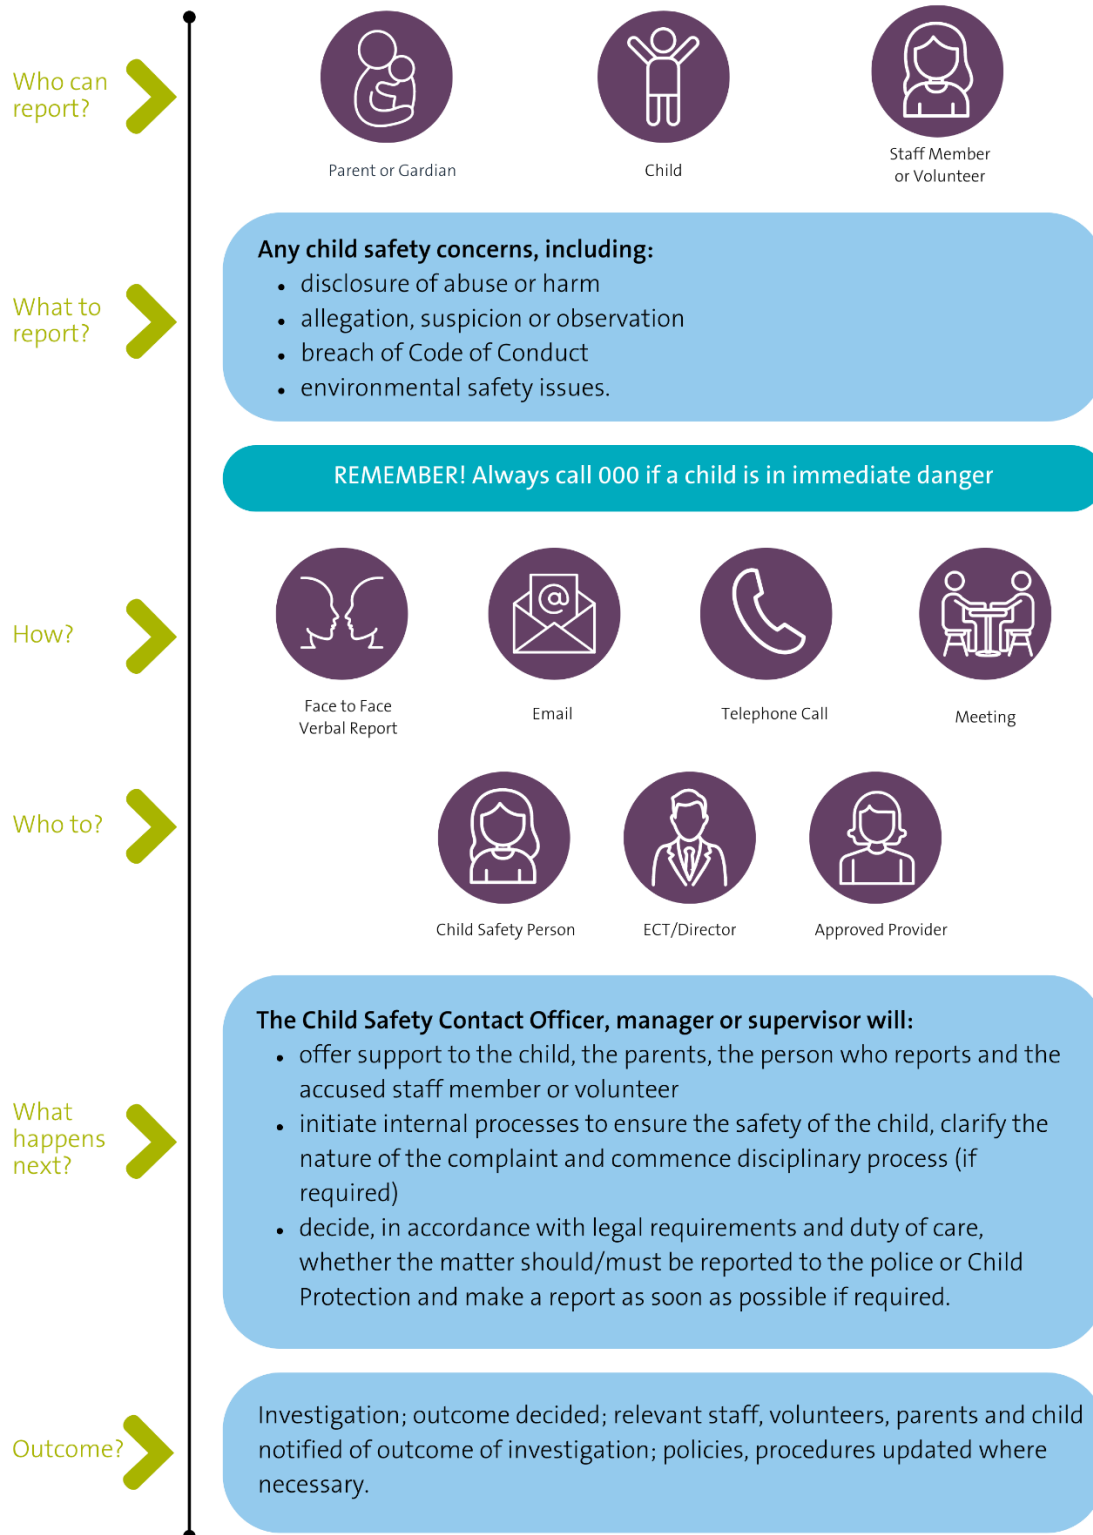 Who can
report?
Parent or Gardian
Child
Staff Member
or Volunteer
What to
report?
Any child safety concerns, including:
• disclosure of abuse or harm
• allegation, suspicion or observation
• breach of Code of Conduct
• environmental safety issues.
REMEMBER! Always call 000 if a child is in immediate danger
How?
@
Face to Face
Verbal Report
Email
Telephone Call
Meeting
Who to?
Child Safety Person
ECT/Director
Approved Provider
What
happens
next?
The Child Safety Contact Officer, manager or supervisor will:
• offer support to the child, the parents, the person who reports and the
accused staff member or volunteer
• initiate internal processes to ensure the safety of the child, clarify the
nature of the complaint and commence disciplinary process (if
required)
• decide, in accordance with legal requirements and duty of care,
whether the matter should/must be reported to the police or Child
Protection and make a report as soon as possible if required.
Outcome?
Investigation; outcome decided; relevant staff, volunteers, parents and child
notified of outcome of investigation; policies, procedures updated where
necessary.